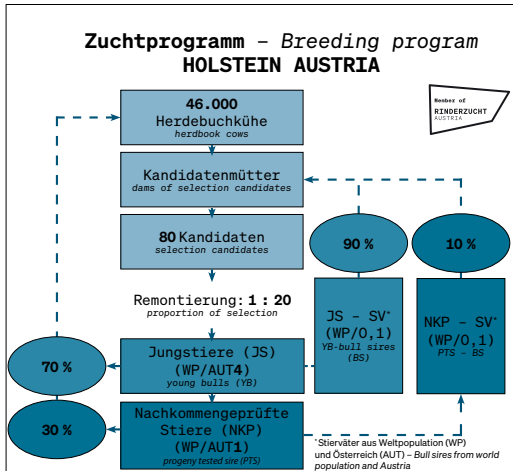 Zuchtprogramm – Breeding program
HOLSTEIN AUSTRIA
Member of
RINDERZUCHT
AUSTRIA
46.000
Herdebuchkühe
herdbook cows
Kandidatenmütter
dams of selection candidates
80 Kandidaten
selection candidates
90 %
10 %
Remontierung: 1 : 20
proportion of selection
JS – SV*
(WP/0,1)
YB-bull sires
(BS)
NKP – SV*
(WP/0,1)
PTS – BS
70 %
Jungstiere (JS)
(WP/AUT4)
young bulls (YB)
30 %
Nachkommengeprüfte
Stiere (NKP)
(WP/AUT1)
progeny tested sire (PTS)
*Stierväter aus Weltpopulation (WP)
und Österreich (AUT) – Bull sires from world
population and Austria